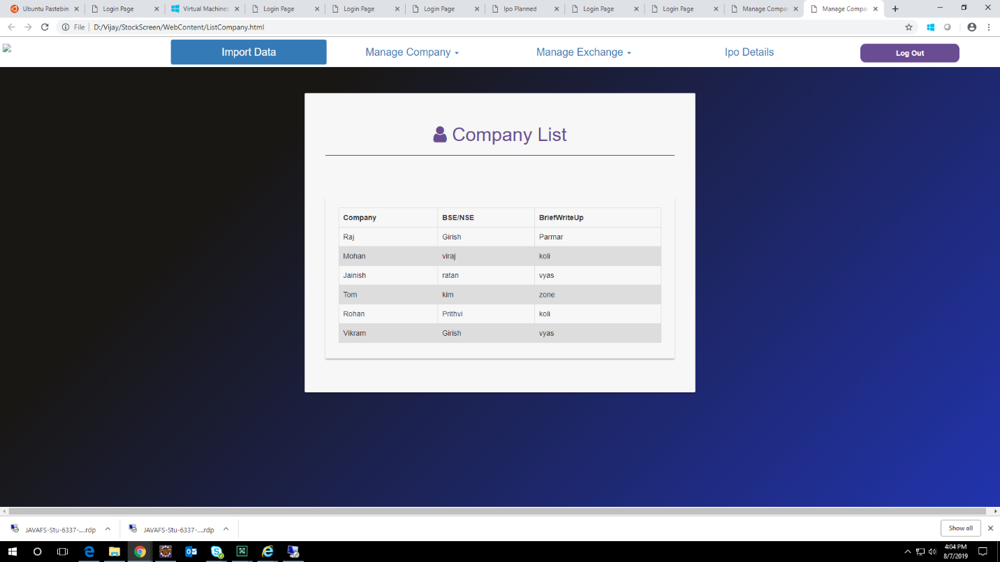 Ubuntu Pastebin
Login Page
Virtual Machines
Login Page
Login Page
Login Page
Ipo Planned
Login Page
Login Page
Manage Compan
Manage Compan
File
D:/Vijay/StockScreen/WebContent/ListCompany.html
Import Data
Manage Company
Manage Exchange
Ipo Details
Log Out
Company List
Company BSE/NSE BriefWriteUp
Raj Girish Parmar
Mohan viraj koli
Jainish ratan vyas
Tom kim zone
Rohan Prithvi koli
Vikram Girish vyas
JAVAFS-Stu-6337-....rdp
JAVAFS-Stu-6337-....rdp
Show all
4:04 PM
8/7/2019